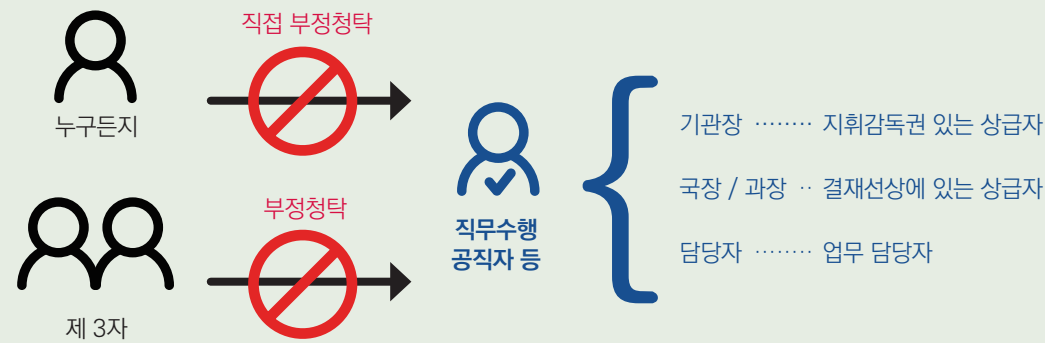 직접 부정청탁
누구든지
부정청탁
제 3자
직무수행
공직자 등
기관장 ········ 지휘감독권 있는 상급자
국장 / 과장 ·· 결재선상에 있는 상급자
담당자 ········ 업무 담당자